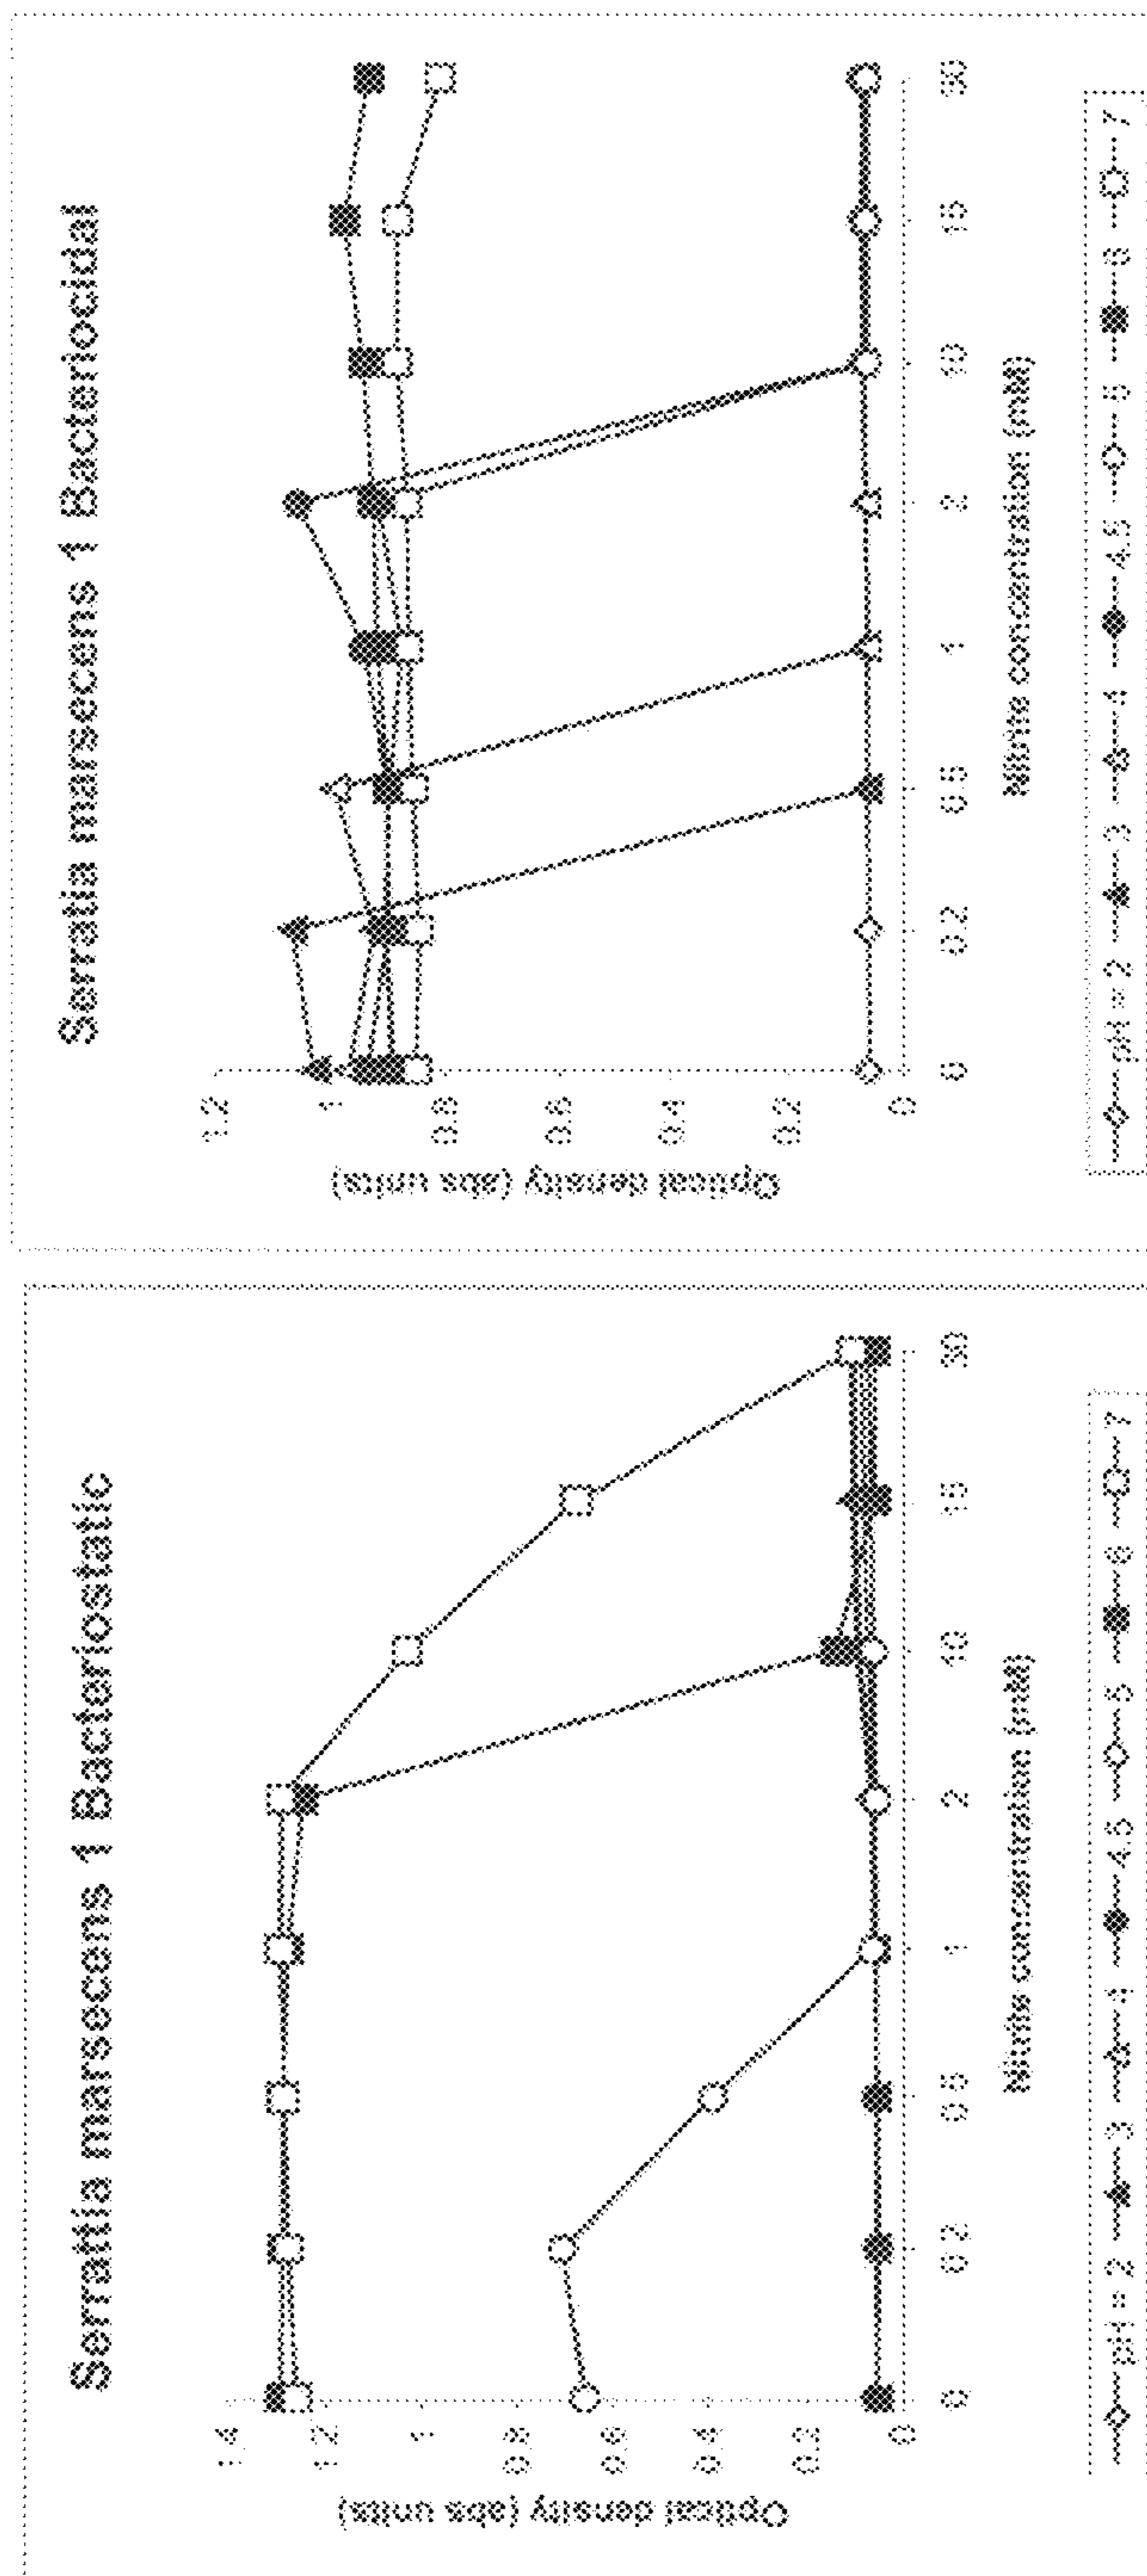 Serratia marsecens 1 Bacteriostatic
Optical density (abs units)
1.4
1.2
1
0.8
0.6
0.4
0.2
0
0 0.2 0.5 1 2 10 15 30
Nitrite concentration (mM)
pH = 2 3 4 4.5 5 6 7
Serratia marsecens 1 Bacteriocidal
Optical density (abs units)
1.2
1
0.8
0.6
0.4
0.2
0
0 0.2 0.5 1 2 10 15 30
Nitrite concentration (mM)
pH = 2 3 4 4.5 5 6 7